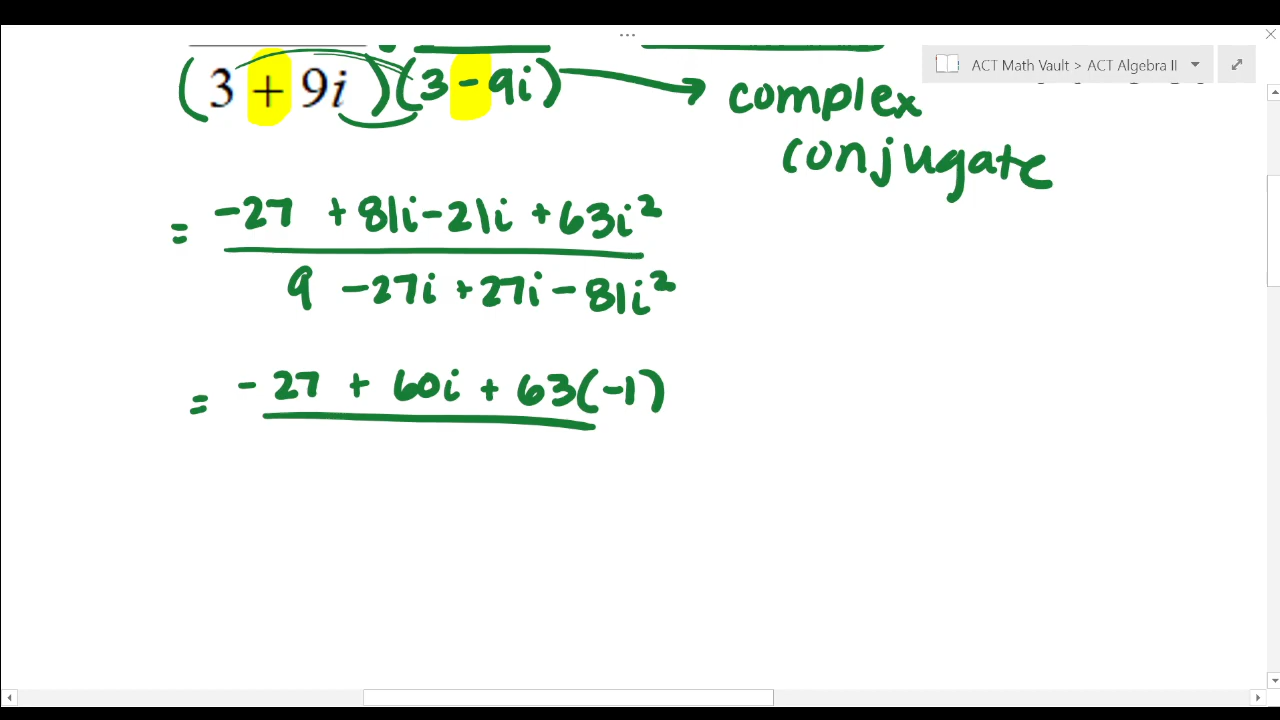 (3 + 9i)(3 - 9i) → complex
conjugate
ACT Math Vault > ACT Algebra II
= -27 + 81i - 21i + 63i²
9 - 27i + 27i - 81i²
= -27 + 60i + 63(-1)